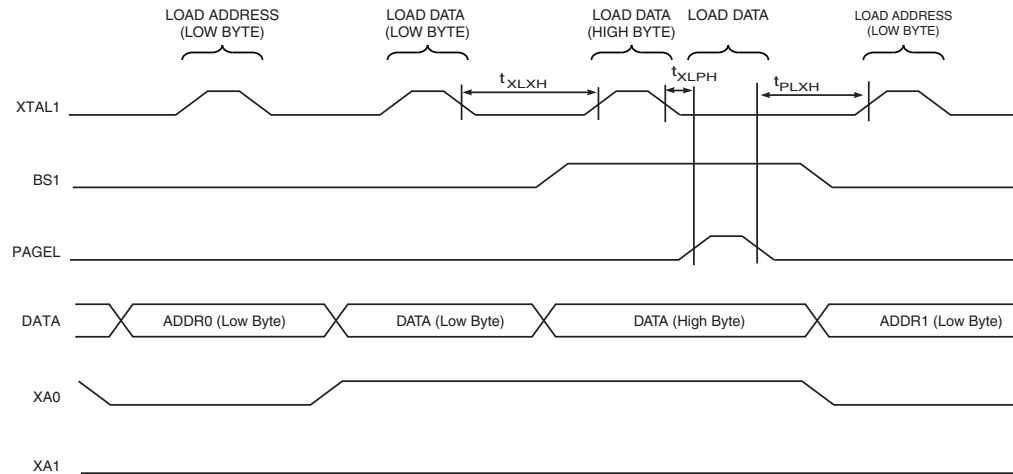 LOAD ADDRESS
(LOW BYTE)
LOAD DATA
(LOW BYTE)
LOAD DATA
(HIGH BYTE)
LOAD DATA
LOAD ADDRESS
(LOW BYTE)
XTAL1
tXLXH
tXLPH
tPLXH
BS1
PAGEL
DATA
ADDR0 (Low Byte)
DATA (Low Byte)
DATA (High Byte)
ADDR1 (Low Byte)
XA0
XA1